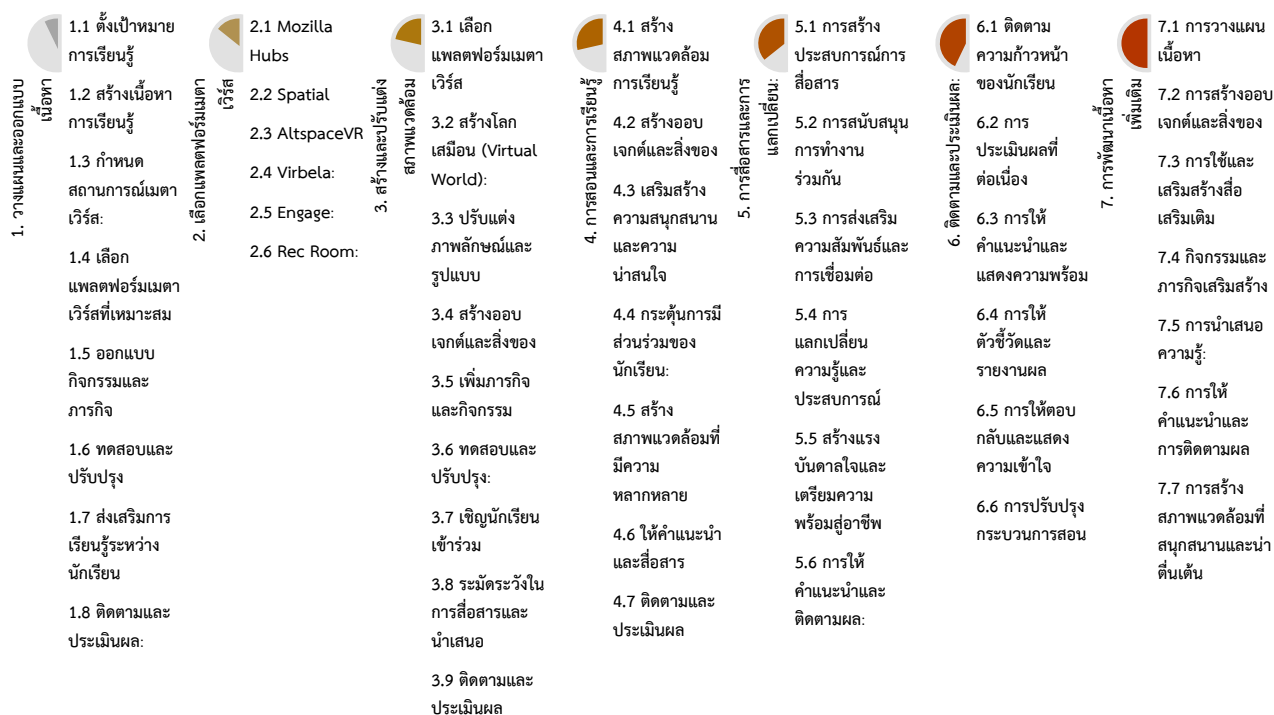 1. วางแผนและออกแบบ
เนื้อหา
1.1 ตั้งเป้าหมาย
การเรียนรู้
1.2 สร้างเนื้อหา
การเรียนรู้
1.3 กำหนด
สถานการณ์เมตา
เวิร์ส:
1.4 เลือก
แพลตฟอร์มเมตา
เวิร์สที่เหมาะสม
1.5 ออกแบบ
กิจกรรมและ
ภารกิจ
1.6 ทดสอบและ
ปรับปรุง
1.7 ส่งเสริมการ
เรียนรู้ระหว่าง
นักเรียน
1.8 ติดตามและ
ประเมินผล:
2. เลือกแพลตฟอร์มเมตา
เวิร์ส
2.1 Mozilla
Hubs
2.2 Spatial
2.3 AltspaceVR
2.4 Virbela:
2.5 Engage:
2.6 Rec Room:
3. สร้างและปรับแต่ง
สภาพแวดล้อม
3.1 เลือก
แพลตฟอร์มเมตา
เวิร์ส
3.2 สร้างโลก
เสมือน (Virtual
World):
3.3 ปรับแต่ง
ภาพลักษณ์และ
รูปแบบ
3.4 สร้างออบ
เจกต์และสิ่งของ
3.5 เพิ่มภารกิจ
และกิจกรรม
3.6 ทดสอบและ
ปรับปรุง:
3.7 เชิญนักเรียน
เข้าร่วม
3.8 ระมัดระวังใน
การสื่อสารและ
นำเสนอ
3.9 ติดตามและ
ประเมินผล
4. การสอนและการเรียนรู้
4.1 สร้าง
สภาพแวดล้อม
การเรียนรู้
4.2 สร้างออบ
เจกต์และสิ่งของ
4.3 เสริมสร้าง
ความสนุกสนาน
และความ
น่าสนใจ
4.4 กระตุ้นการมี
ส่วนร่วมของ
นักเรียน:
4.5 สร้าง
สภาพแวดล้อมที่
มีความ
หลากหลาย
4.6 ให้คำแนะนำ
และสื่อสาร
4.7 ติดตามและ
ประเมินผล
5. การสื่อสารและการ
แลกเปลี่ยน:
5.1 การสร้าง
ประสบการณ์การ
สื่อสาร
5.2 การสนับสนุน
การทำงาน
ร่วมกัน
5.3 การส่งเสริม
ความสัมพันธ์และ
การเชื่อมต่อ
5.4 การ
แลกเปลี่ยน
ความรู้และ
ประสบการณ์
5.5 สร้างแรง
บันดาลใจและ
เตรียมความ
พร้อมสู่อาชีพ
5.6 การให้
คำแนะนำและ
ติดตามผล:
6. ติดตามและประเมินผล:
6.1 ติดตาม
ความก้าวหน้า
ของนักเรียน
6.2 การ
ประเมินผลที่
ต่อเนื่อง
6.3 การให้
คำแนะนำและ
แสดงความพร้อม
6.4 การให้
ตัวชี้วัดและ
รายงานผล
6.5 การให้ตอบ
กลับและแสดง
ความเข้าใจ
6.6 การปรับปรุง
กระบวนการสอน
7. การพัฒนาเนื้อหา
เพิ่มเติม
7.1 การวางแผน
เนื้อหา
7.2 การสร้างออบ
เจกต์และสิ่งของ
7.3 การใช้และ
เสริมสร้างสื่อ
เสริมเติม
7.4 กิจกรรมและ
ภารกิจเสริมสร้าง
7.5 การนำเสนอ
ความรู้:
7.6 การให้
คำแนะนำและ
การติดตามผล
7.7 การสร้าง
สภาพแวดล้อมที่
สนุกสนานและน่า
ตื่นเต้น